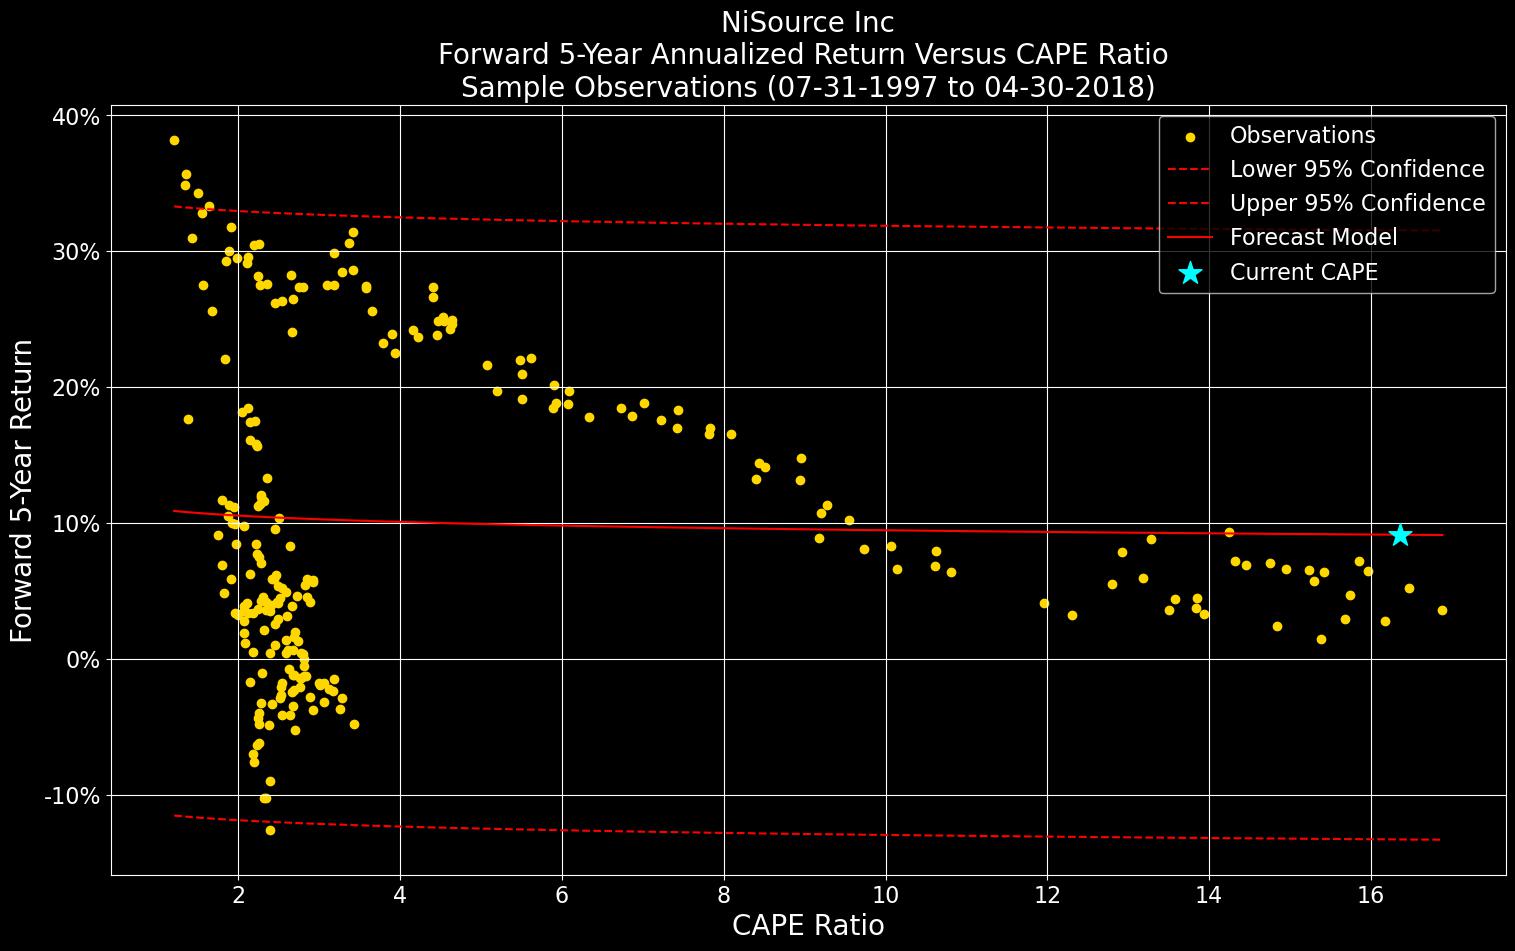 NiSource Inc
Forward 5-Year Annualized Return Versus CAPE Ratio
Sample Observations (07-31-1997 to 04-30-2018)
40%
30%
20%
10%
0%
-10%
Forward 5-Year Return
Observations
Lower 95% Confidence
Upper 95% Confidence
Forecast Model
Current CAPE
2 4 6 8 10 12 14 16
CAPE Ratio